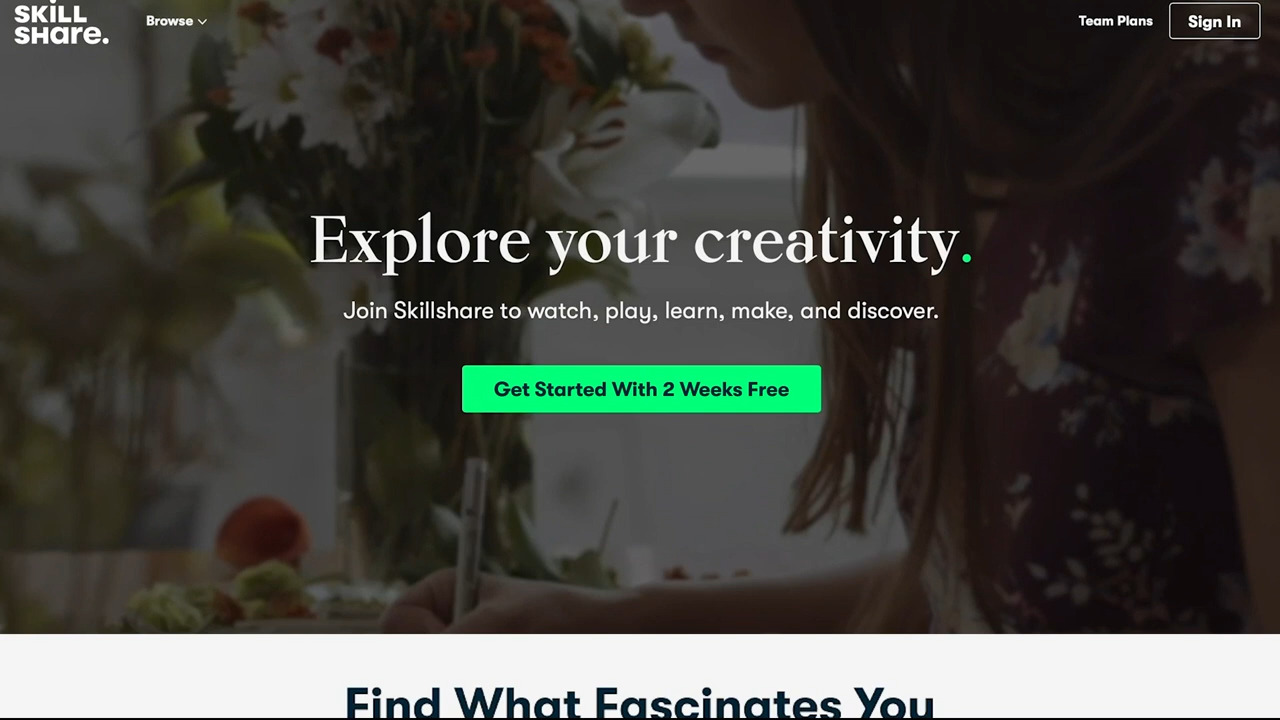 SKILL
SHare.
Browse
Team Plans
Sign In
Explore your creativity.
Join Skillshare to watch, play, learn, make, and discover.
Get Started With 2 Weeks Free
Find What Fascinates You